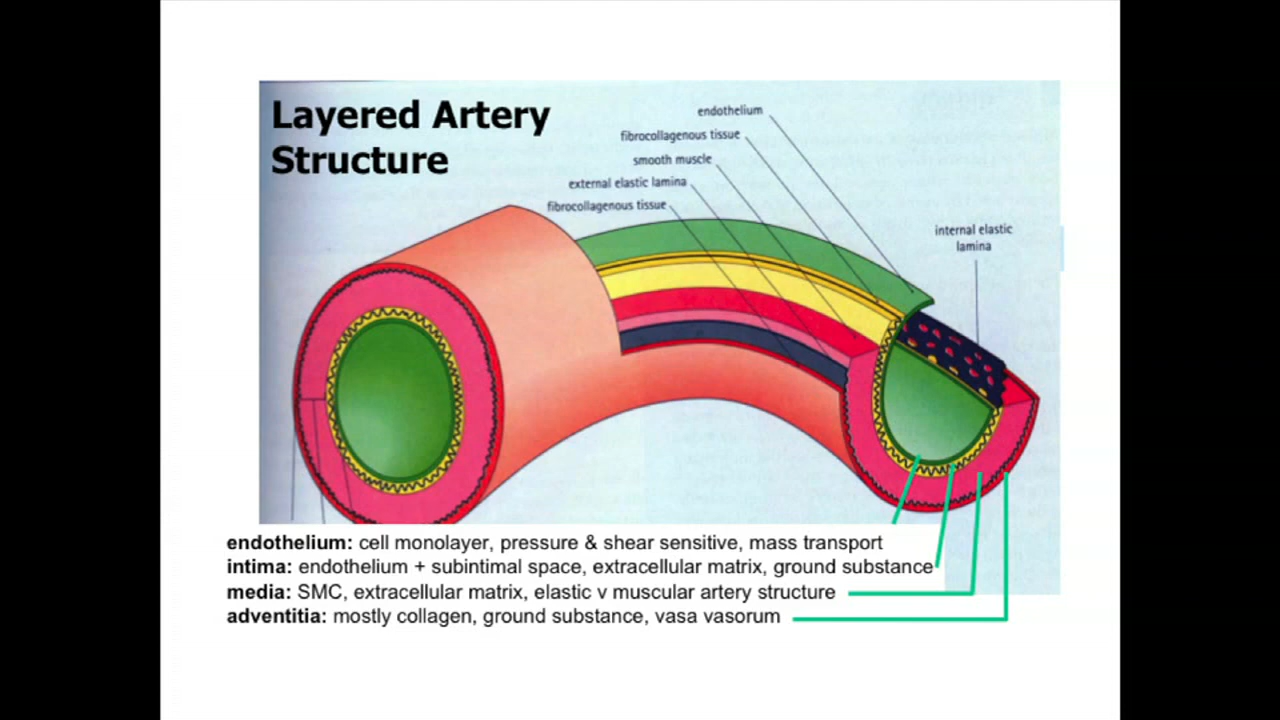 Layered Artery
Structure
endothelium
fibrocollagenous tissue
smooth muscle
external elastic lamina
fibrocollagenous tissue
internal elastic
lamina
endothelium: cell monolayer, pressure & shear sensitive, mass transport
intima: endothelium + subintimal space, extracellular matrix, ground substance
media: SMC, extracellular matrix, elastic v muscular artery structure
adventitia: mostly collagen, ground substance, vasa vasorum